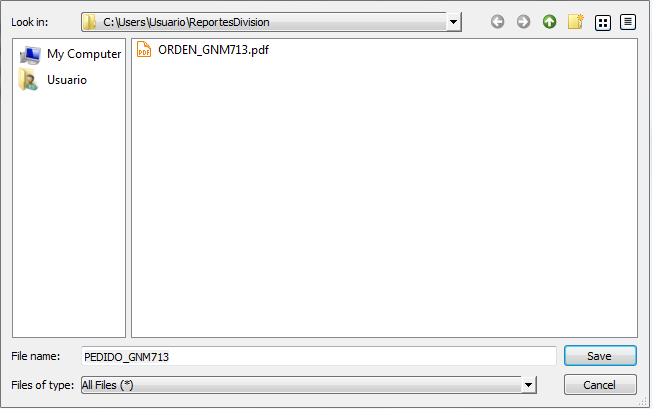 Look in: C:\Users\Usuario\ReportesDivision
My Computer
Usuario
PDF ORDEN_GNM713.pdf
File name: PEDIDO_GNM713 Save
Files of type: All Files (*) Cancel